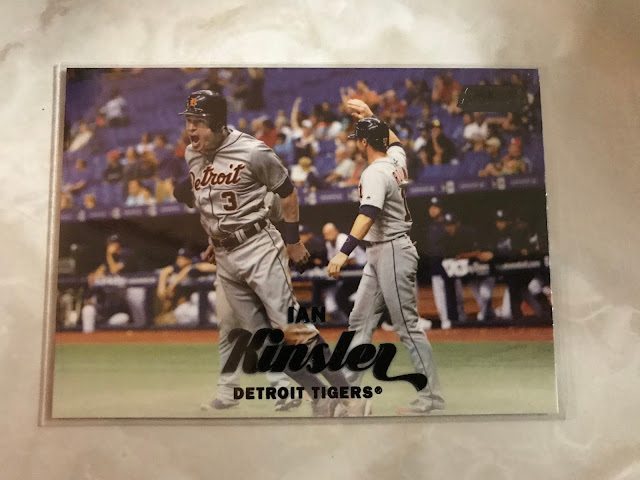 Detroit
3
IAN
Kinsler
DETROIT TIGERS®